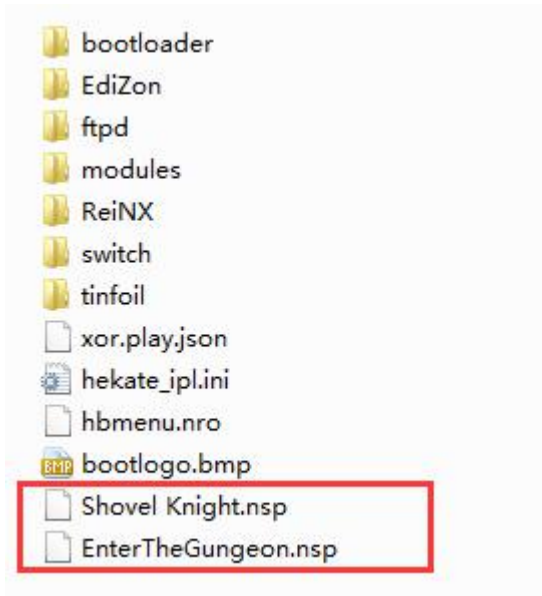 bootloader
EdiZon
ftpd
modules
ReiNX
switch
tinfoil
xor.play.json
hekate_ipl.ini
hbmenu.nro
BMP bootlogo.bmp
Shovel Knight.nsp
EnterTheGungeon.nsp